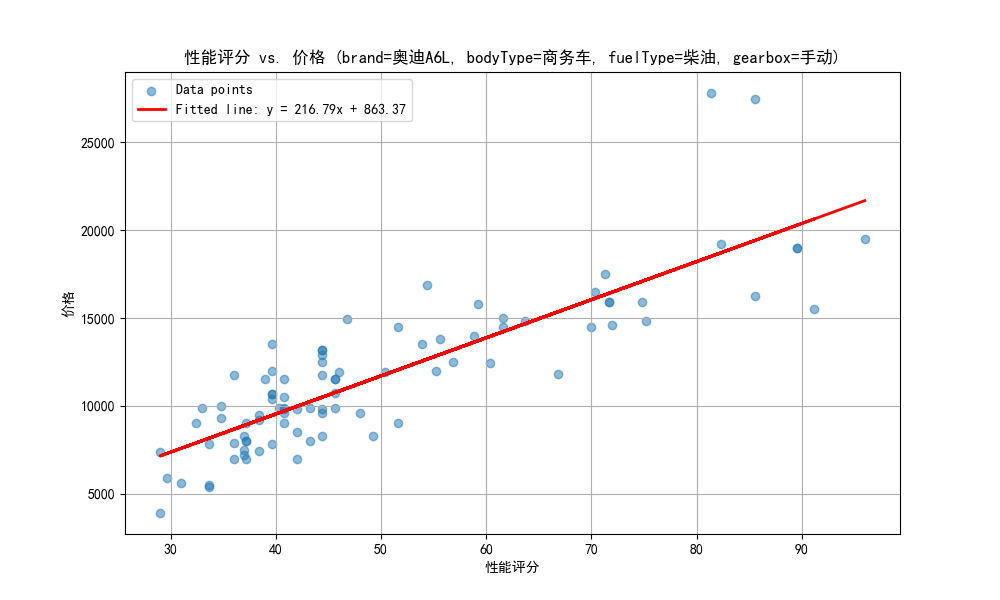 性能评分 vs. 价格 (brand=奥迪A6L, bodyType=商务车, fuelType=柴油, gearbox=手动)
Data points
Fitted line: y = 216.79x + 863.37
25000
20000
15000
10000
5000
价格
30 40 50 60 70 80 90
性能评分